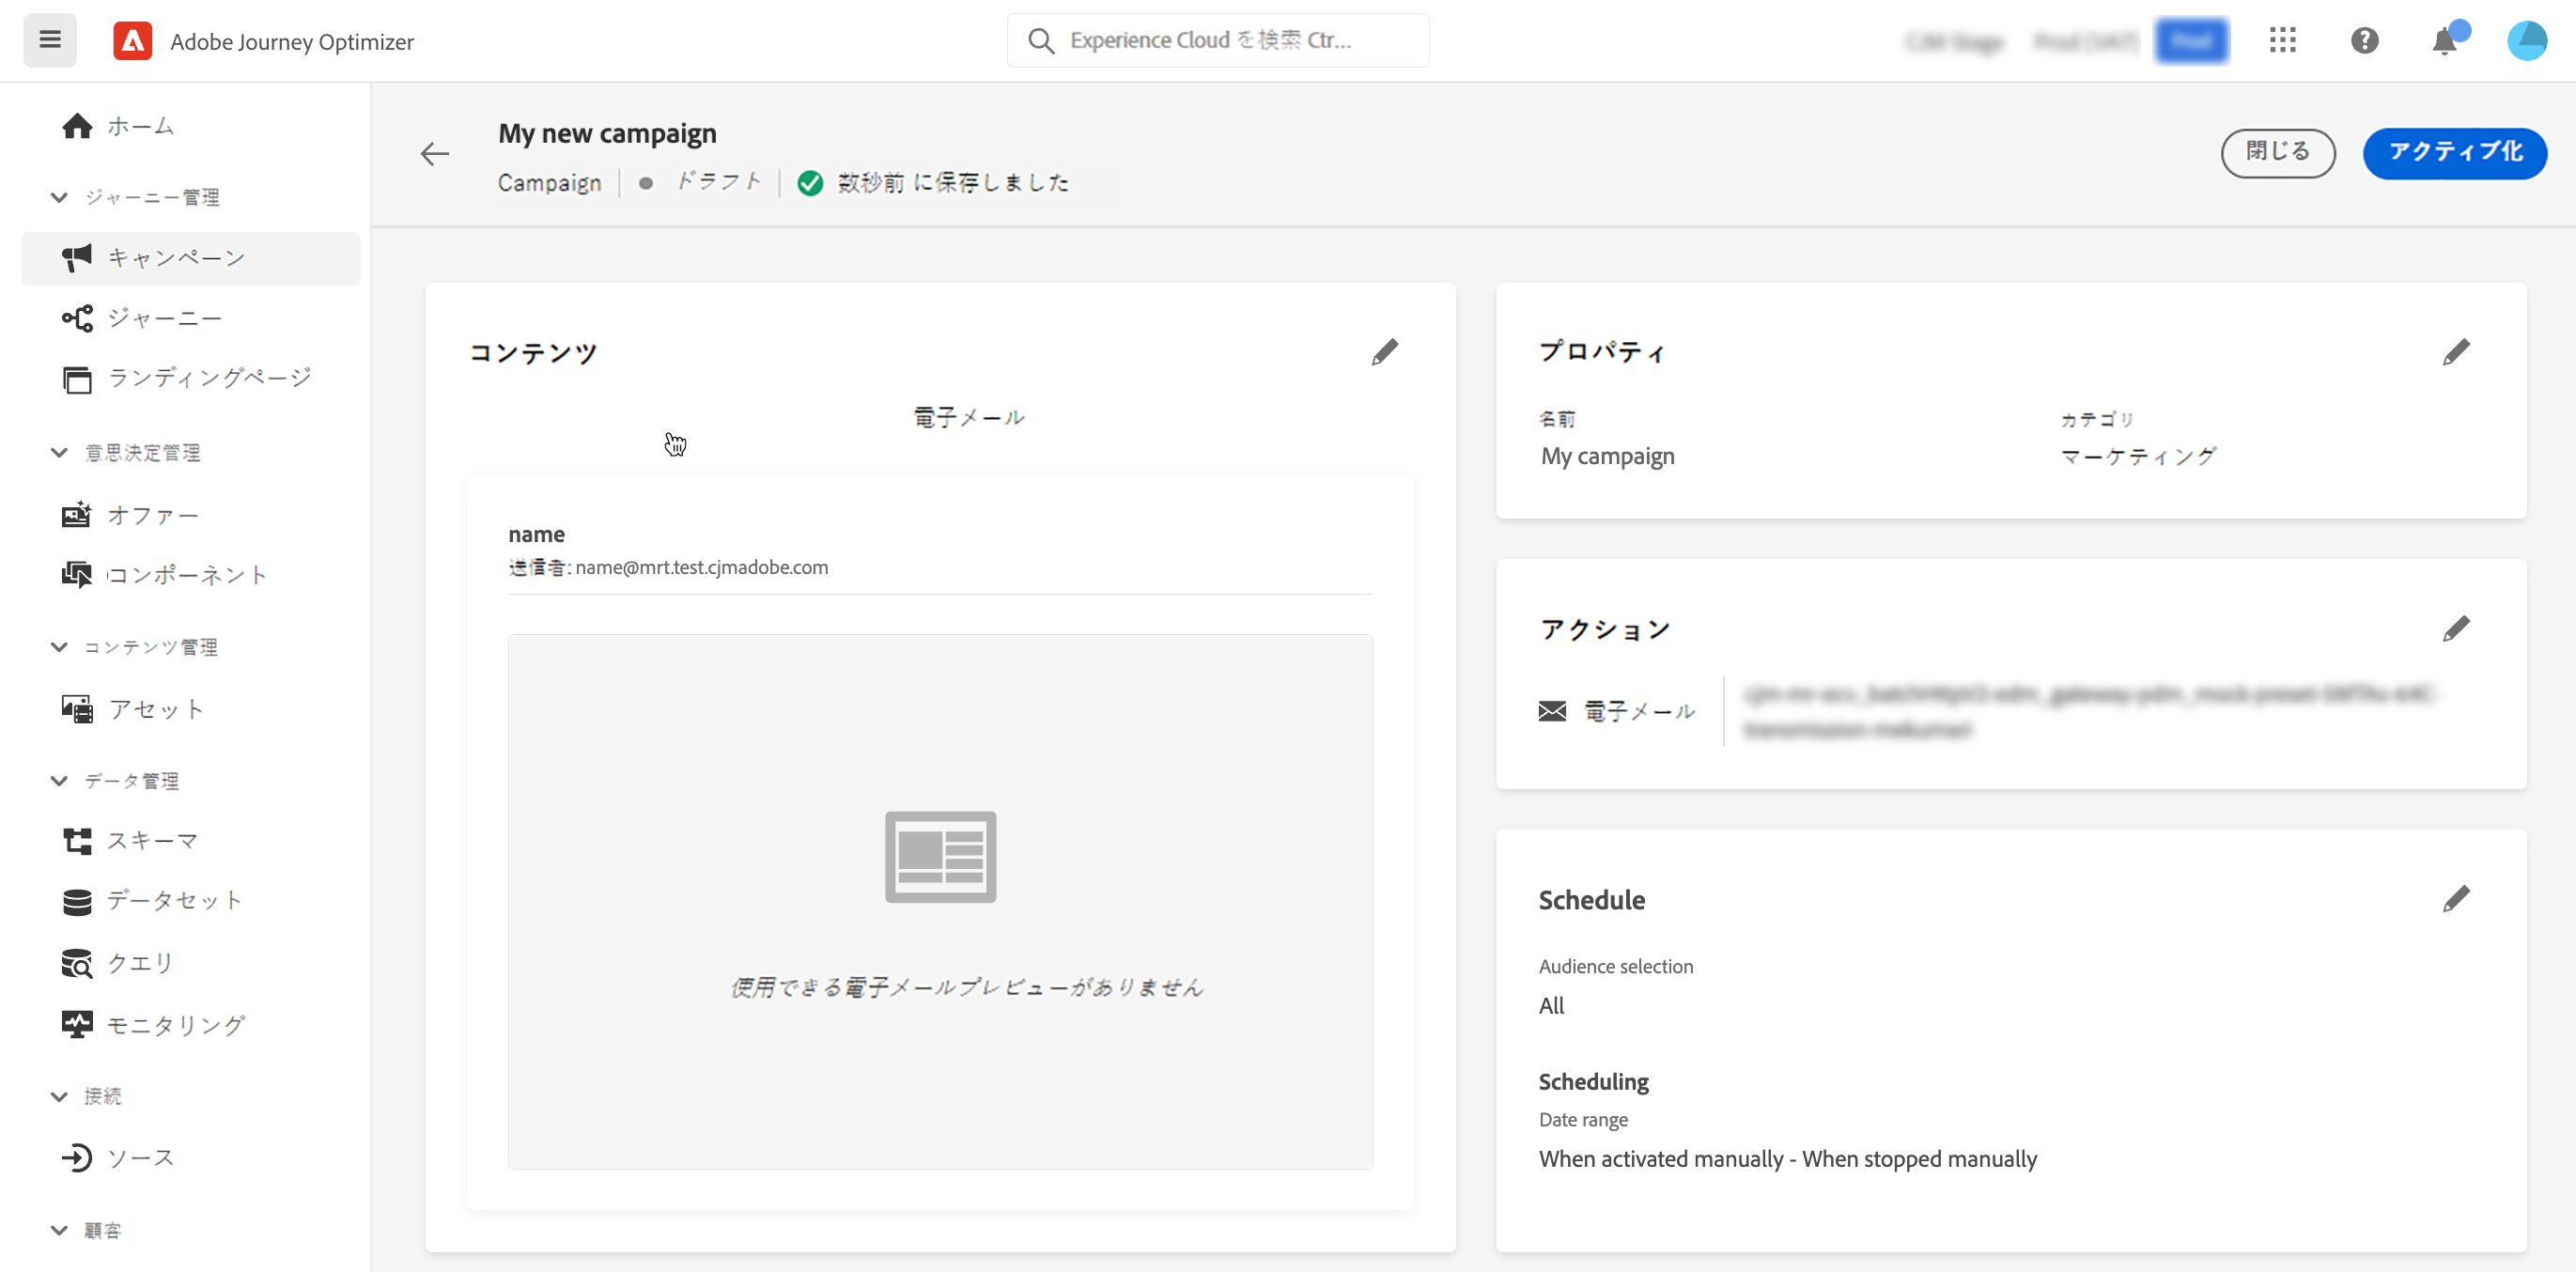 Adobe Journey Optimizer
Experience Cloud を検索 Ctr...
ホーム
ジャーニー管理
キャンペーン
ジャーニー
ランディングページ
意思決定管理
オファー
コンポーネント
コンテンツ管理
アセット
データ管理
スキーマ
データセット
クエリ
モニタリング
接続
ソース
顧客
My new campaign
Campaign ドラフト 数秒前 に保存しました
閉じる
アクティブ化
コンテンツ
電子メール
name
送信者: name@mrt.test.cjmadobe.com
使用できる電子メールプレビューがありません
プロパティ
名前 カテゴリ
My campaign マーケティング
アクション
電子メール
Schedule
Audience selection
All
Scheduling
Date range
When activated manually - When stopped manually